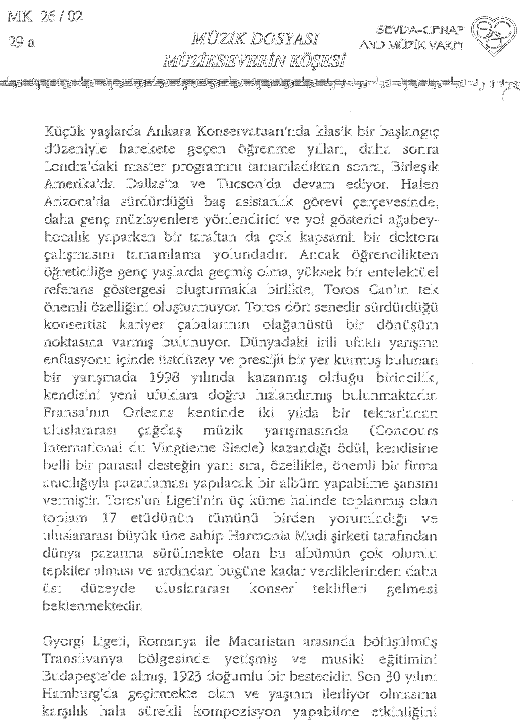 MK 26 / 02
29 a
MÜZİK DOSYASI
MÜZİKSEVERİN KÖŞESİ
SEVDA-CENAP
AND MÜZİK VAKFI
Küçük yaşlarda Ankara Konservatuarı'nda klasik bir başlangıç
düzeniyle harekete geçen öğrenme yılları, daha sonra
Londra'daki master programını tamamladıktan sonra, Birleşik
Amerika'da Dallas'ta ve Tucson'da devam ediyor. Halen
Arizona'da sürdürdüğü baş asistanlık görevi çerçevesinde,
daha genç müzisyenlere yönlendirici ve yol gösterici ağabey-
hocalık yaparken bir taraftan da çok kapsamlı bir doktora
çalışmasını tamamlama yolundadır. Ancak öğrencilikten
öğreticiliğe genç yaşlarda geçmiş olma, yüksek bir entelektüel
referans göstergesi oluşturmakla birlikte, Toros Can'ın tek
önemli özelliğini oluşturmuyor. Toros dört senedir sürdürdüğü
konsertist kariyer çabalarının olağanüstü bir dönüşüm
noktasına varmış bulunuyor. Dünyadaki irili ufaklı yarışma
enflasyonu içinde üstdüzey ve prestijli bir yer kurmuş bulunan
bir yarışmada 1998 yılında kazanmış olduğu birincilik,
kendisini yeni ufuklara doğru hızlandırmış bulunmaktadır.
Fransa'nın Orleans kentinde iki yılda bir tekrarlanan
uluslararası çağdaş müzik yarışmasında (Concours
International du Vingtieme Siecle) kazandığı ödül, kendisine
belli bir parasal desteğin yanı sıra, özellikle, önemli bir firma
aracılığıyla pazarlaması yapılacak bir albüm yapabilme şansını
vermiştir. Toros'un Ligeti'nin üç küme halinde toplanmış olan
toplam 17 etüdünün tümünü birden yorumladığı ve
uluslararası büyük üne sahip Harmonia Mudi şirketi tarafından
dünya pazarına sürülmekte olan bu albümün çok olumlu
tepkiler alması ve ardından bugüne kadar verdiklerinden daha
üst düzeyde uluslararası konser teklifleri gelmesi
beklenmektedir.
Gyorgi Ligeti, Romanya ile Macaristan arasında bölüşülmüş
Transilvanya bölgesinde yetişmiş ve musiki eğitimini
Budapeşte'de almış, 1923 doğumlu bir bestecidir. Son 30 yılını
Hamburg'da geçirmekte olan ve yaşının ilerliyor olmasına
karşılık hala sürekli kompozisyon yapabilme etkinliğini